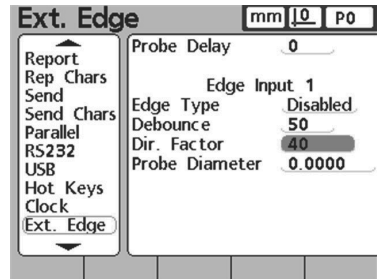 Ext. Edge mm 0 P0
Report
Rep Chars
Send
Send Chars
Parallel
RS232
USB
Hot Keys
Clock
Ext. Edge
Probe Delay 0
Edge Input 1
Edge Type Disabled
Debounce 50
Dir. Factor 40
Probe Diameter 0.0000